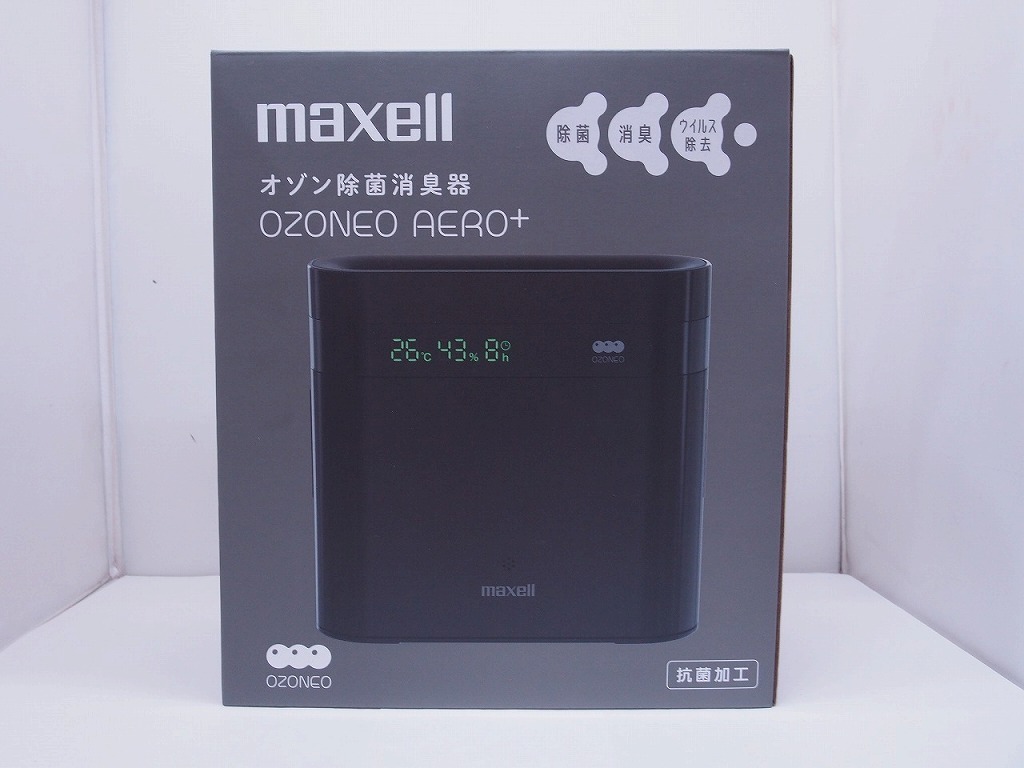 maxell
除菌
消臭
ウイルス
除去
オゾン除菌消臭器
OZONEO AERO+
26℃ 43% 8h
OZONEO
maxell
OZONEO
抗菌加工